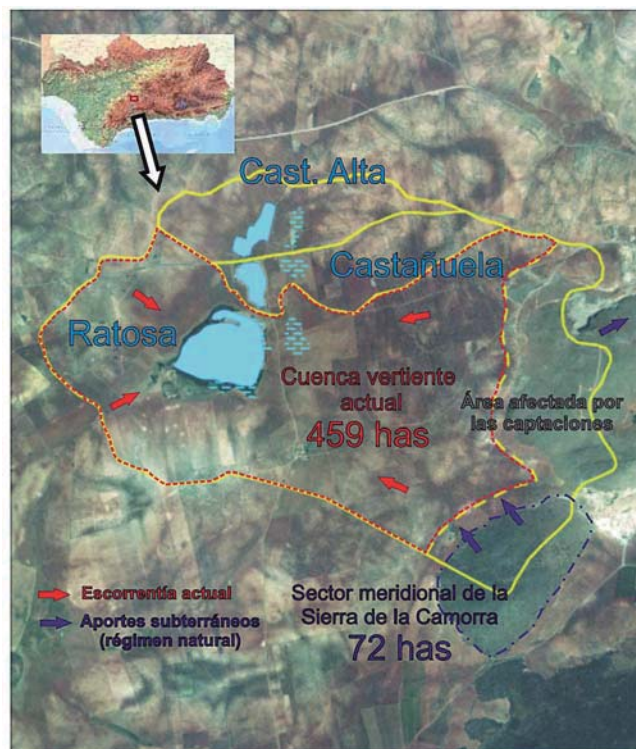 Cast. Alta
Castañuela
Ratosa
Cuenca vertiente
actual
459 has
Área afectada por
las captaciones
Escorrentía actual
Aportes subterráneos
(régimen natural)
Sector meridional de la
Sierra de la Camorra
72 has